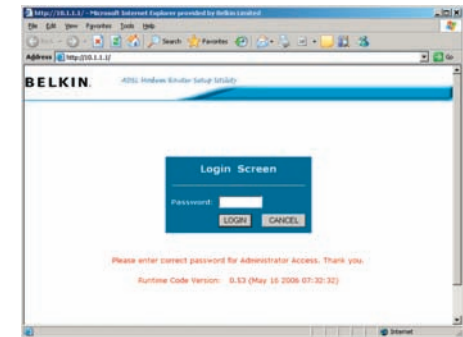 http://10.1.1.1/ - Microsoft Internet Explorer provided by Belkin Limited
File Edit View Favorites Tools Help
Back Search Favorites
Address http://10.1.1.1/ Go
BELKIN. ADSL Modem Router Setup Utility
Login Screen
Password:
LOGIN CANCEL
Please enter correct password for Administrator Access. Thank you.
Runtime Code Version: 0.53 (May 16 2006 07:32:32)
Internet